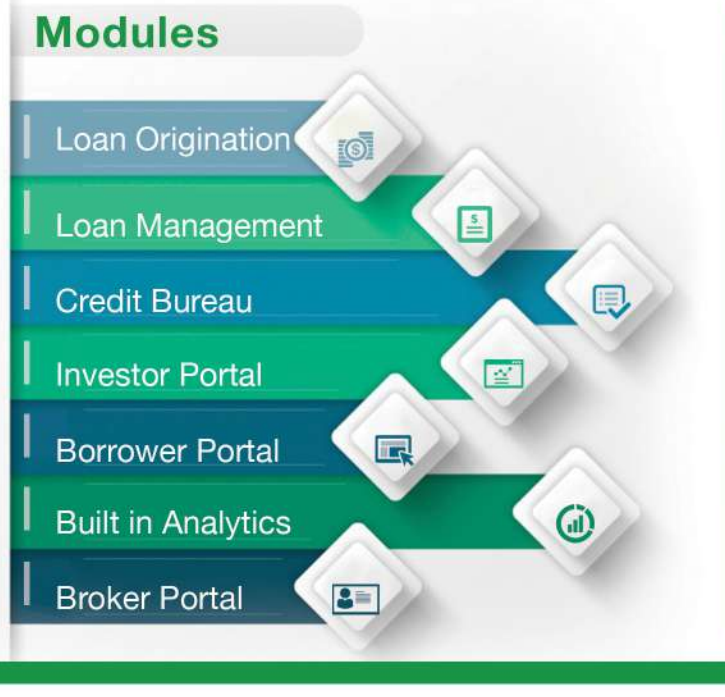 Modules
Loan Origination
Loan Management
Credit Bureau
Investor Portal
Borrower Portal
Built in Analytics
Broker Portal